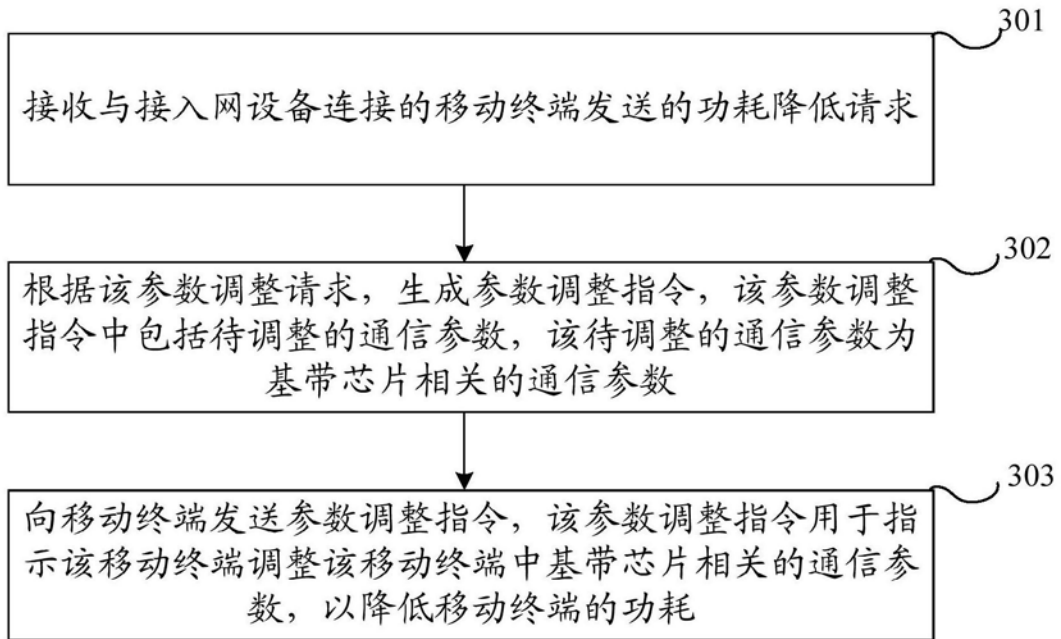 301
接收与接入网设备连接的移动终端发送的功耗降低请求
302
根据该参数调整请求，生成参数调整指令，该参数调整
指令中包括待调整的通信参数，该待调整的通信参数为
基带芯片相关的通信参数
303
向移动终端发送参数调整指令，该参数调整指令用于指
示该移动终端调整该移动终端中基带芯片相关的通信参
数，以降低移动终端的功耗